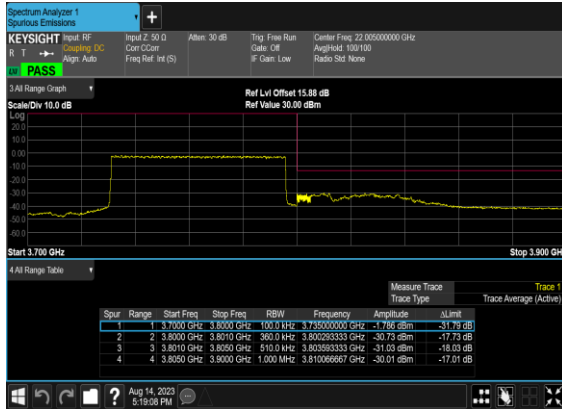 Spectrum Analyzer 1
Spurious Emissions
KEYSIGHT Input: RF Input Z: 50 Ω Atten: 30 dB Trig: Free Run Center Freq: 22.005000000 GHz
R T Coupling: DC Corr CCorr Gate: Off Avg|Hold: 100/100
Align: Auto Freq Ref: Int (S) IF Gain: Low Radio Std: None
PASS
3 All Range Graph
Ref Lvl Offset 15.88 dB
Scale/Div 10.0 dB Ref Value 30.00 dBm
Log
20.0
10.0
0.00
-10.0
-20.0
-30.0
-40.0
-50.0
-60.0
Start 3.700 GHz Stop 3.900 GH
4 All Range Table
Measure Trace Trace 1
Trace Type Trace Average (Active)
Spur Range Start Freq Stop Freq RBW Frequency Amplitude ΔLimit
1 1 3.7000 GHz 3.8000 GHz 100.0 kHz 3.735000000 GHz -1.786 dBm -31.79 dB
2 2 3.8000 GHz 3.8010 GHz 360.0 kHz 3.800293333 GHz -30.73 dBm -17.73 dB
3 3 3.8010 GHz 3.8050 GHz 510.0 kHz 3.803593333 GHz -31.03 dBm -18.03 dB
4 4 3.8050 GHz 3.9000 GHz 1.000 MHz 3.810066667 GHz -30.01 dBm -17.01 dB
? Aug 14, 2023
5:19:08 PM